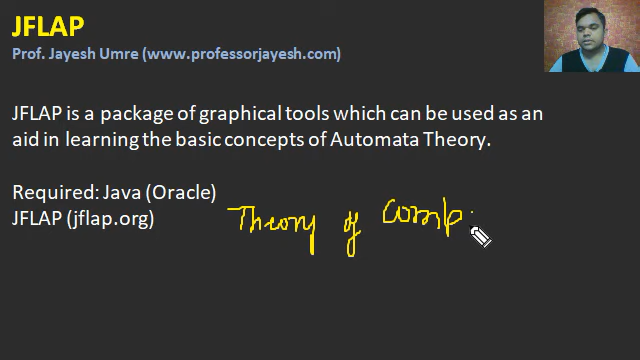 JFLAP
Prof. Jayesh Umre (www.professorjayesh.com)
JFLAP is a package of graphical tools which can be used as an
aid in learning the basic concepts of Automata Theory.
Required: Java (Oracle)
JFLAP (jflap.org)
Theory of Comp